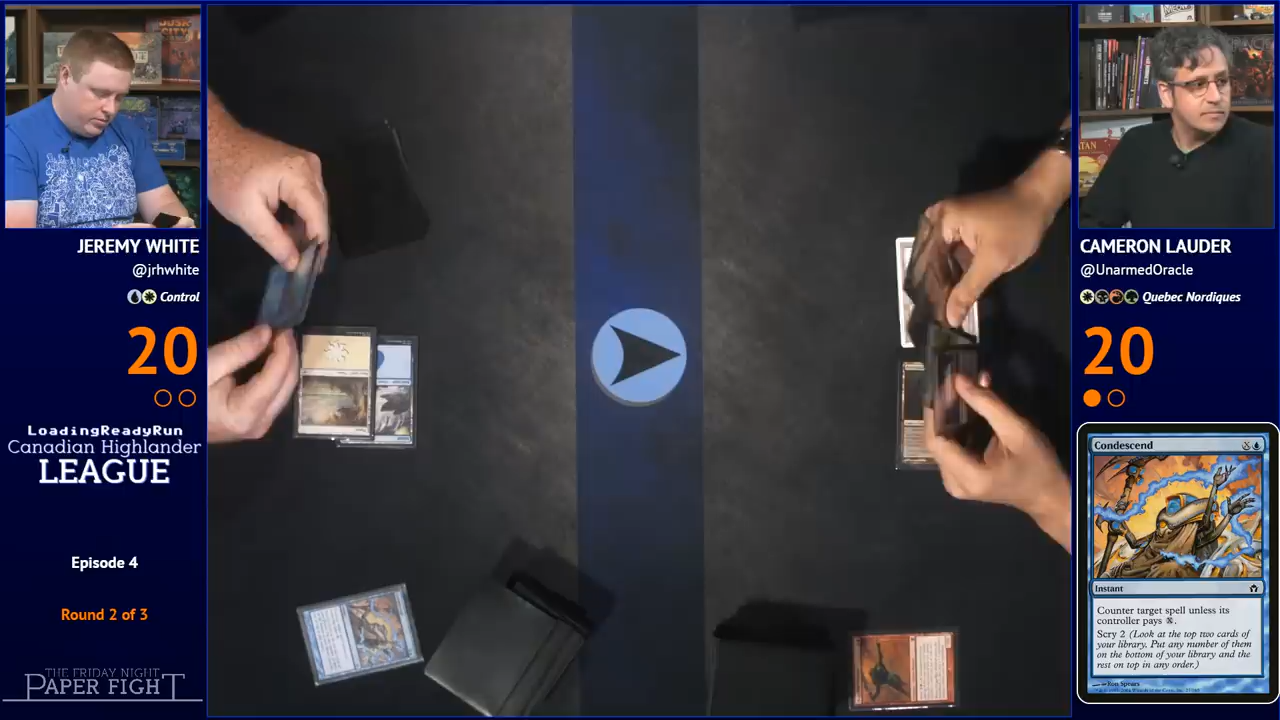 JEREMY WHITE
@jrhwhite
Control
20
LoadingReadyRun
Canadian Highlander
LEAGUE
Episode 4
Round 2 of 3
THE FRIDAY NIGHT
PAPER FIGHT
CAMERON LAUDER
@UnarmedOracle
Quebec Nordiques
20
Condescend
X
Instant
Counter target spell unless its
controller pays X.
Scry 2 (Look at the top two cards of
your library. Put any number of them
on the bottom of your library and the
rest on top in any order.)
Ron Spears